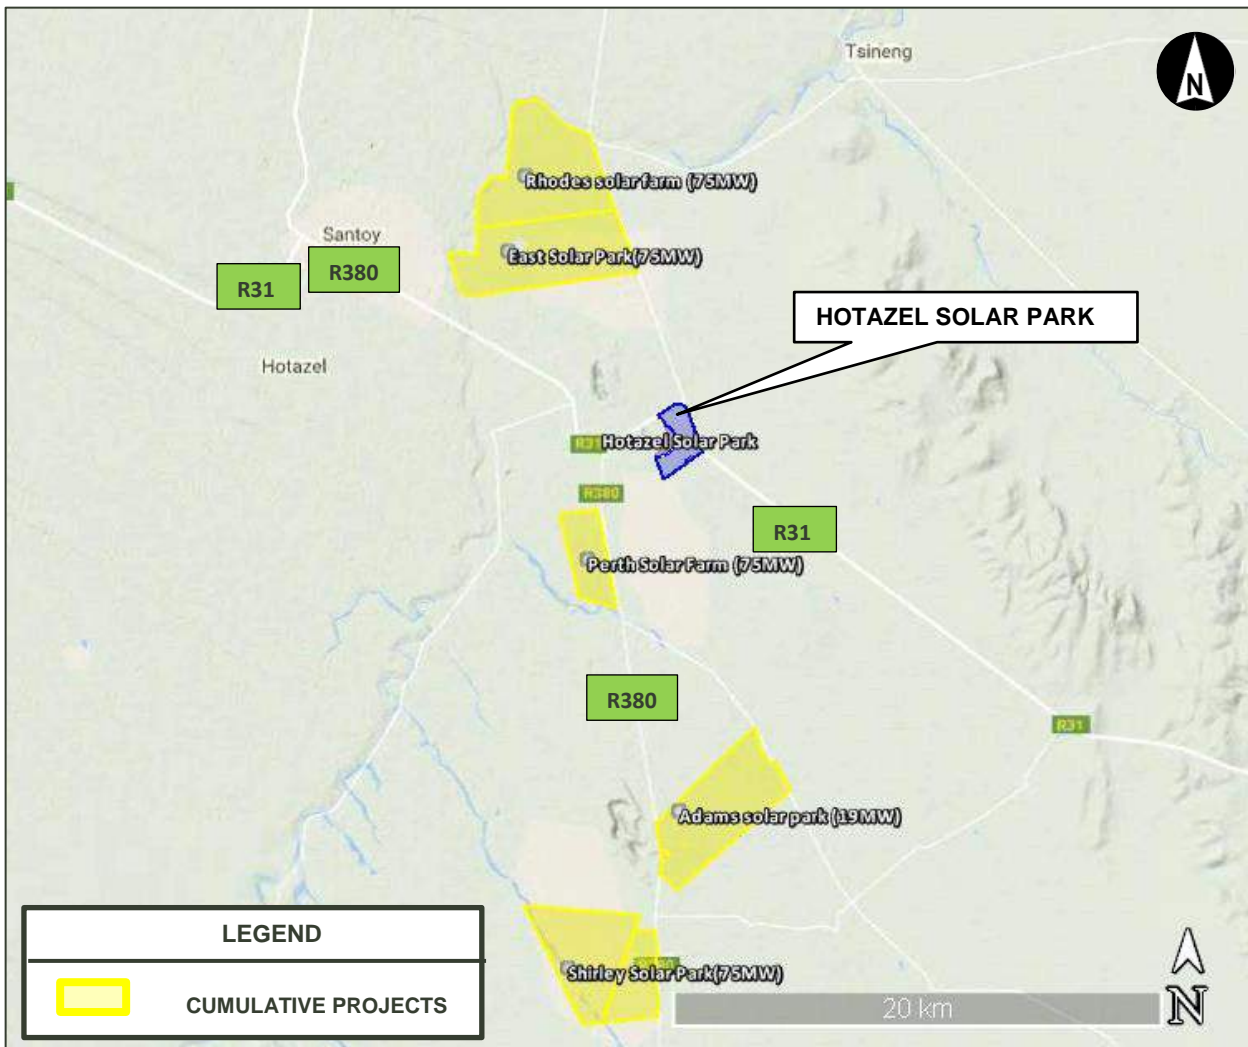 Tsineng
N
Rhodes solar farm (75MW)
Santoy
R380
R31
East Solar Park(75MW)
HOTAZEL SOLAR PARK
Hotazel
Hotazel Solar Park
R380
R31
Perth Solar Farm (75MW)
R380
R31
Adams solar park (19MW)
LEGEND
CUMULATIVE PROJECTS
Shirley Solar Park(75MW)
20 km
N